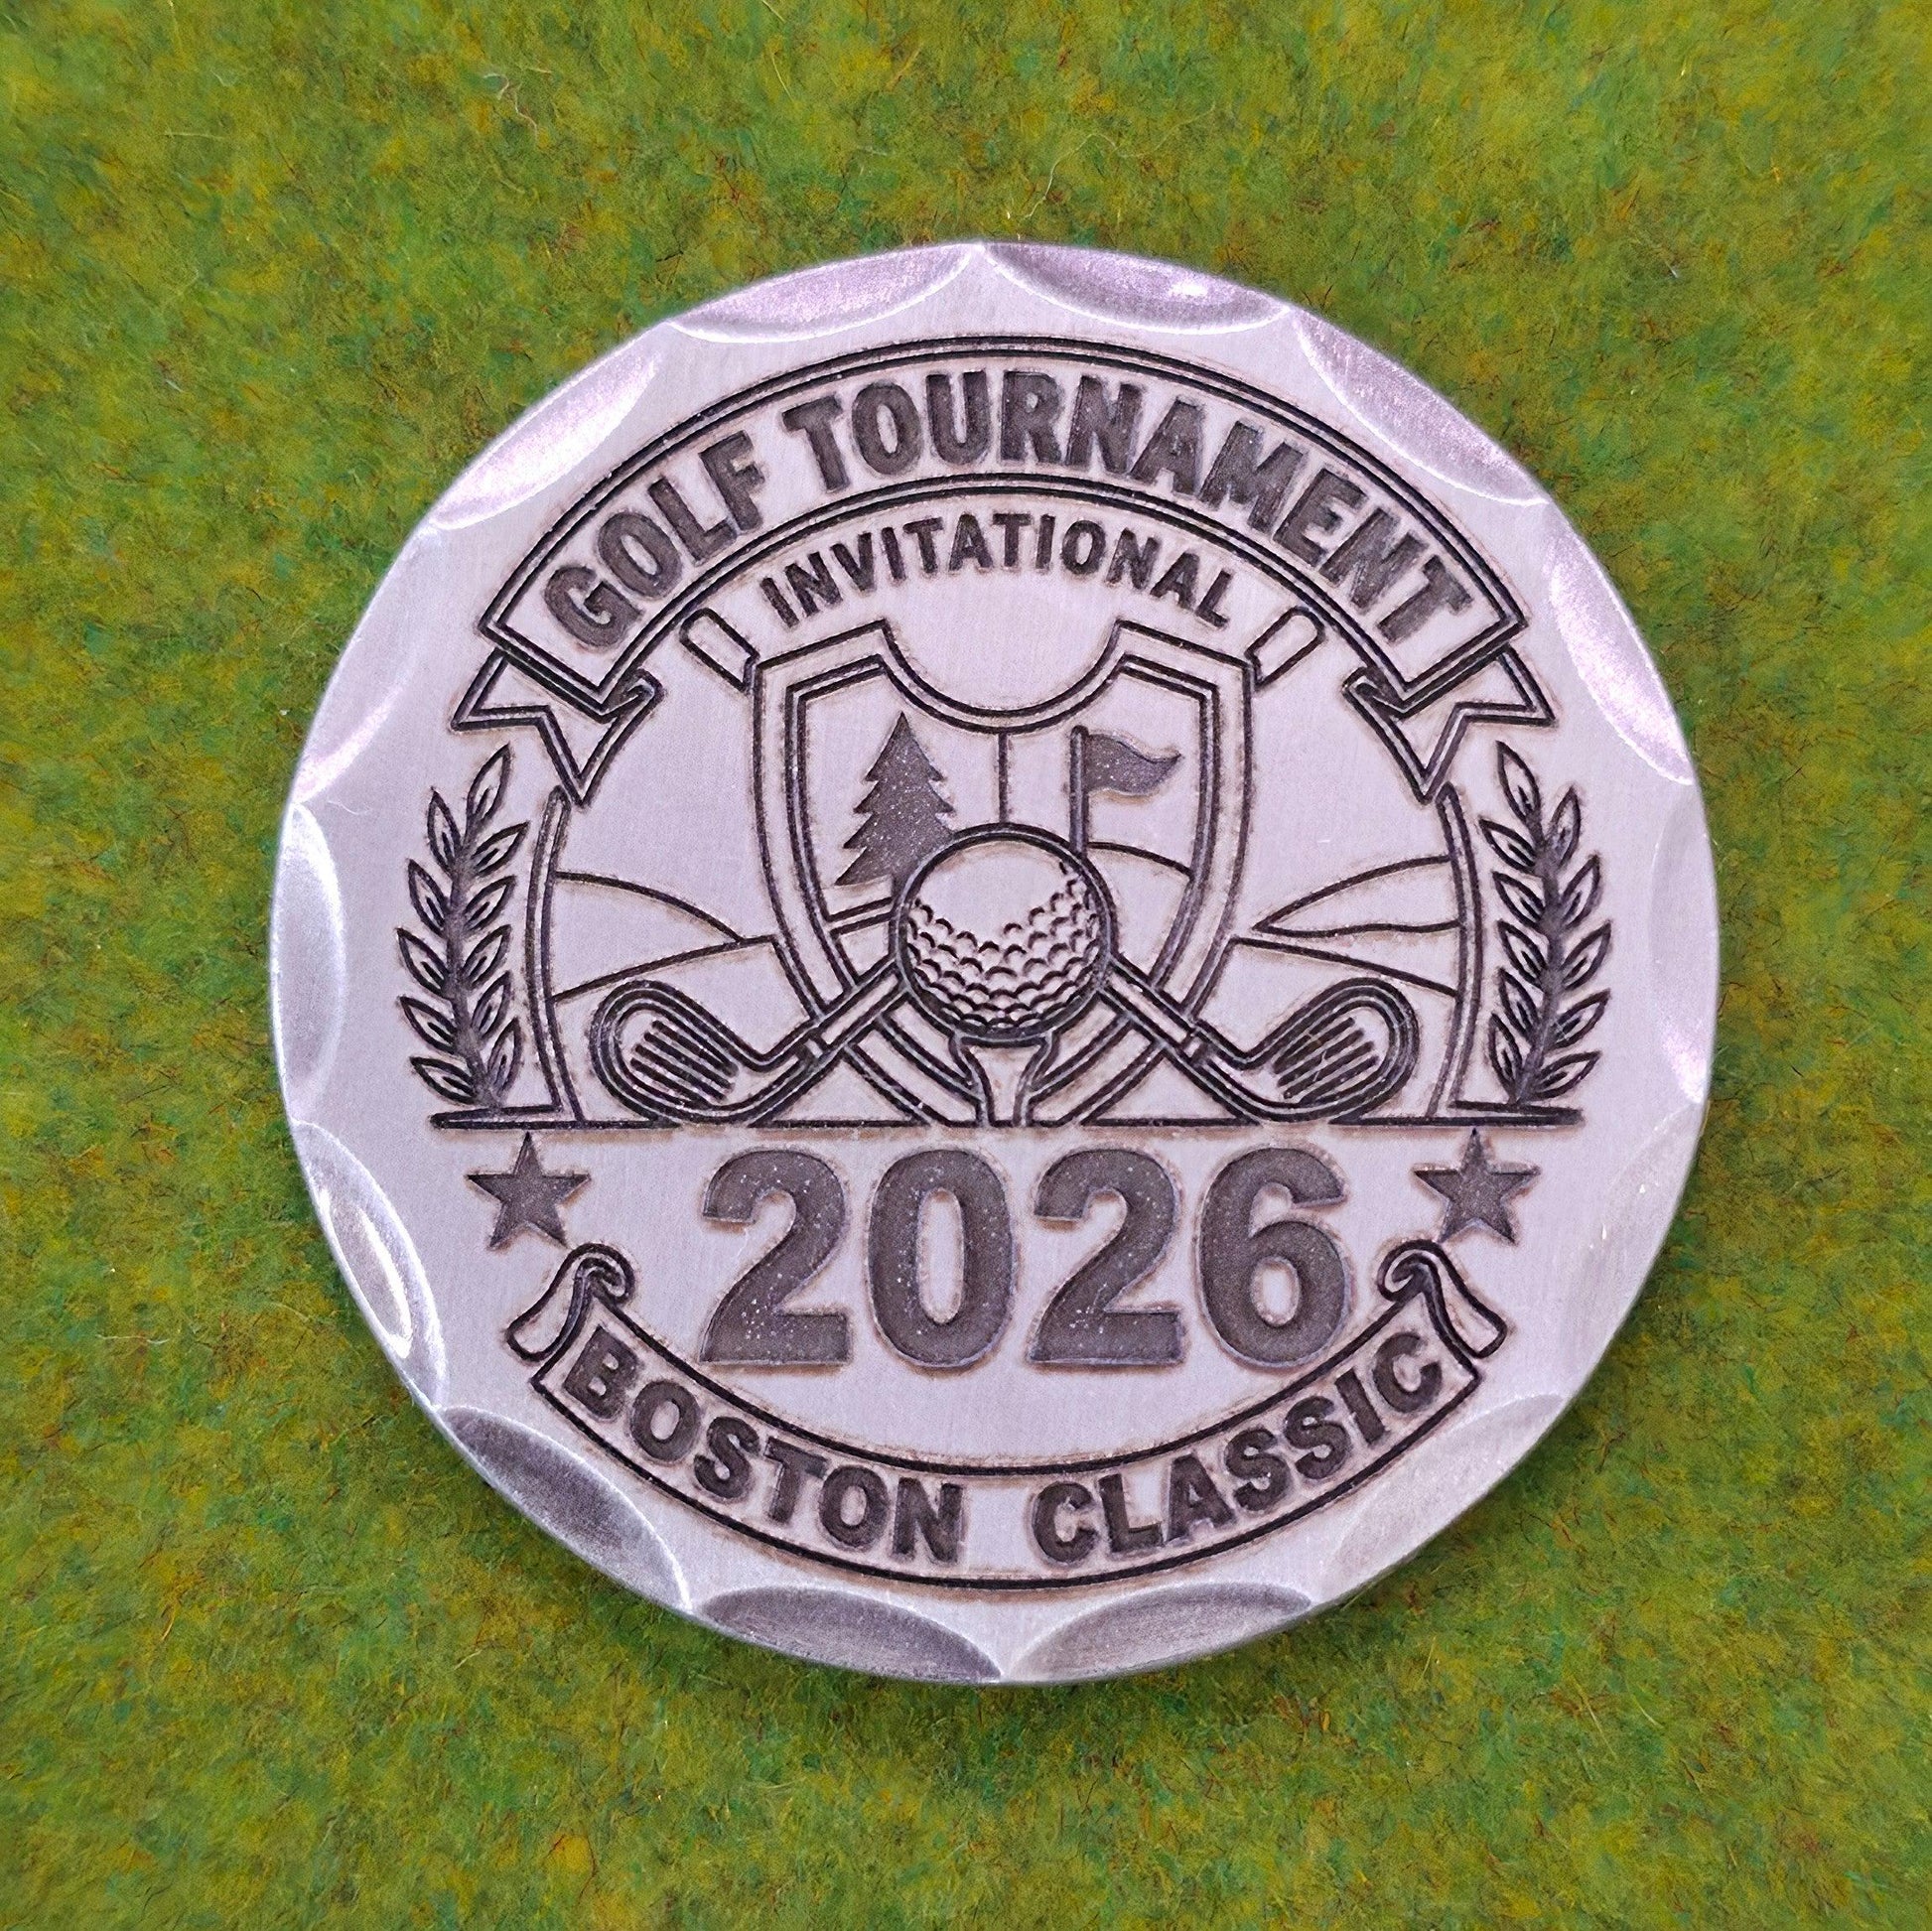 GOLF TOURNAMENT
INVITATIONAL
2026
BOSTON CLASSIC